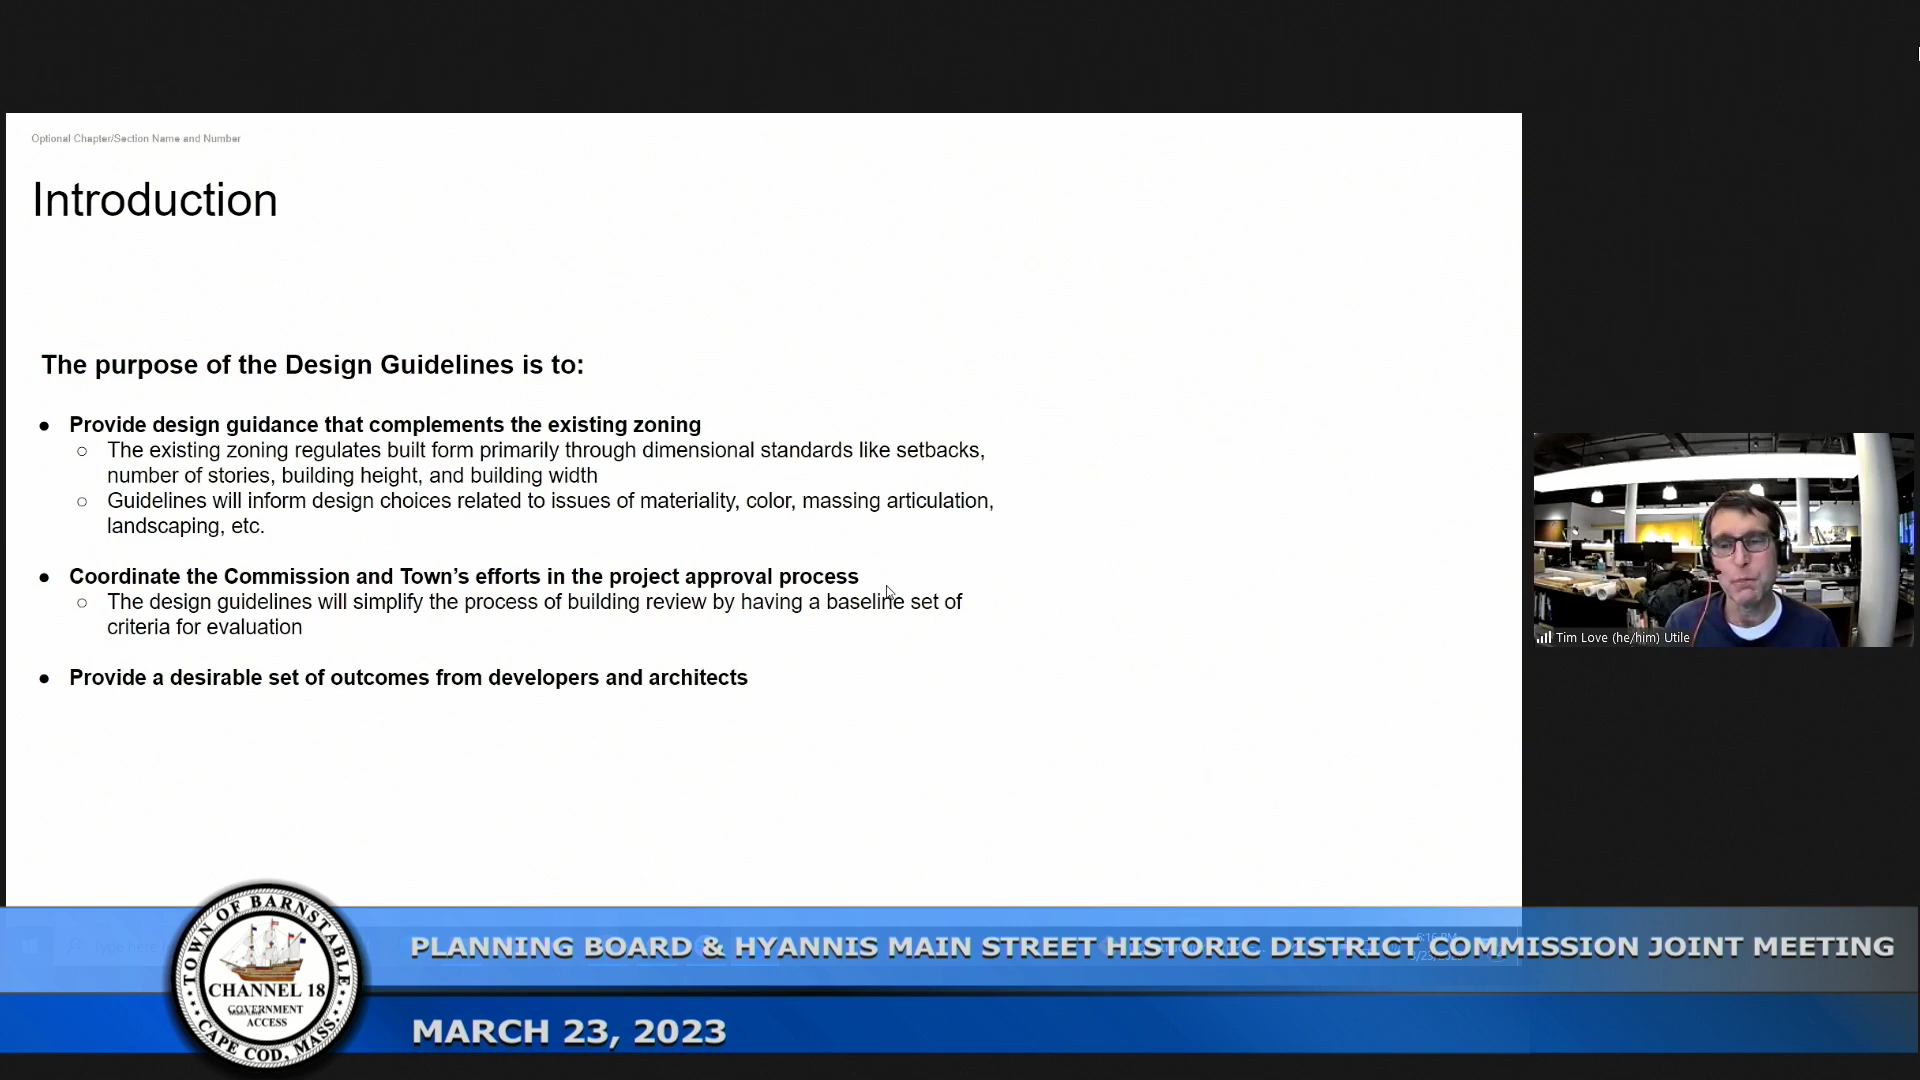 Optional Chapter/Section Name and Number
Introduction
The purpose of the Design Guidelines is to:
● Provide design guidance that complements the existing zoning
○ The existing zoning regulates built form primarily through dimensional standards like setbacks,
number of stories, building height, and building width
○ Guidelines will inform design choices related to issues of materiality, color, massing articulation,
landscaping, etc.
● Coordinate the Commission and Town’s efforts in the project approval process
○ The design guidelines will simplify the process of building review by having a baseline set of
criteria for evaluation
● Provide a desirable set of outcomes from developers and architects
Tim Love (he/him) Utile
TOWN OF BARNSTABLE
CHANNEL 18
GOVERNMENT
ACCESS
CAPE COD, MASS.
PLANNING BOARD & HYANNIS MAIN STREET HISTORIC DISTRICT COMMISSION JOINT MEETING
MARCH 23, 2023